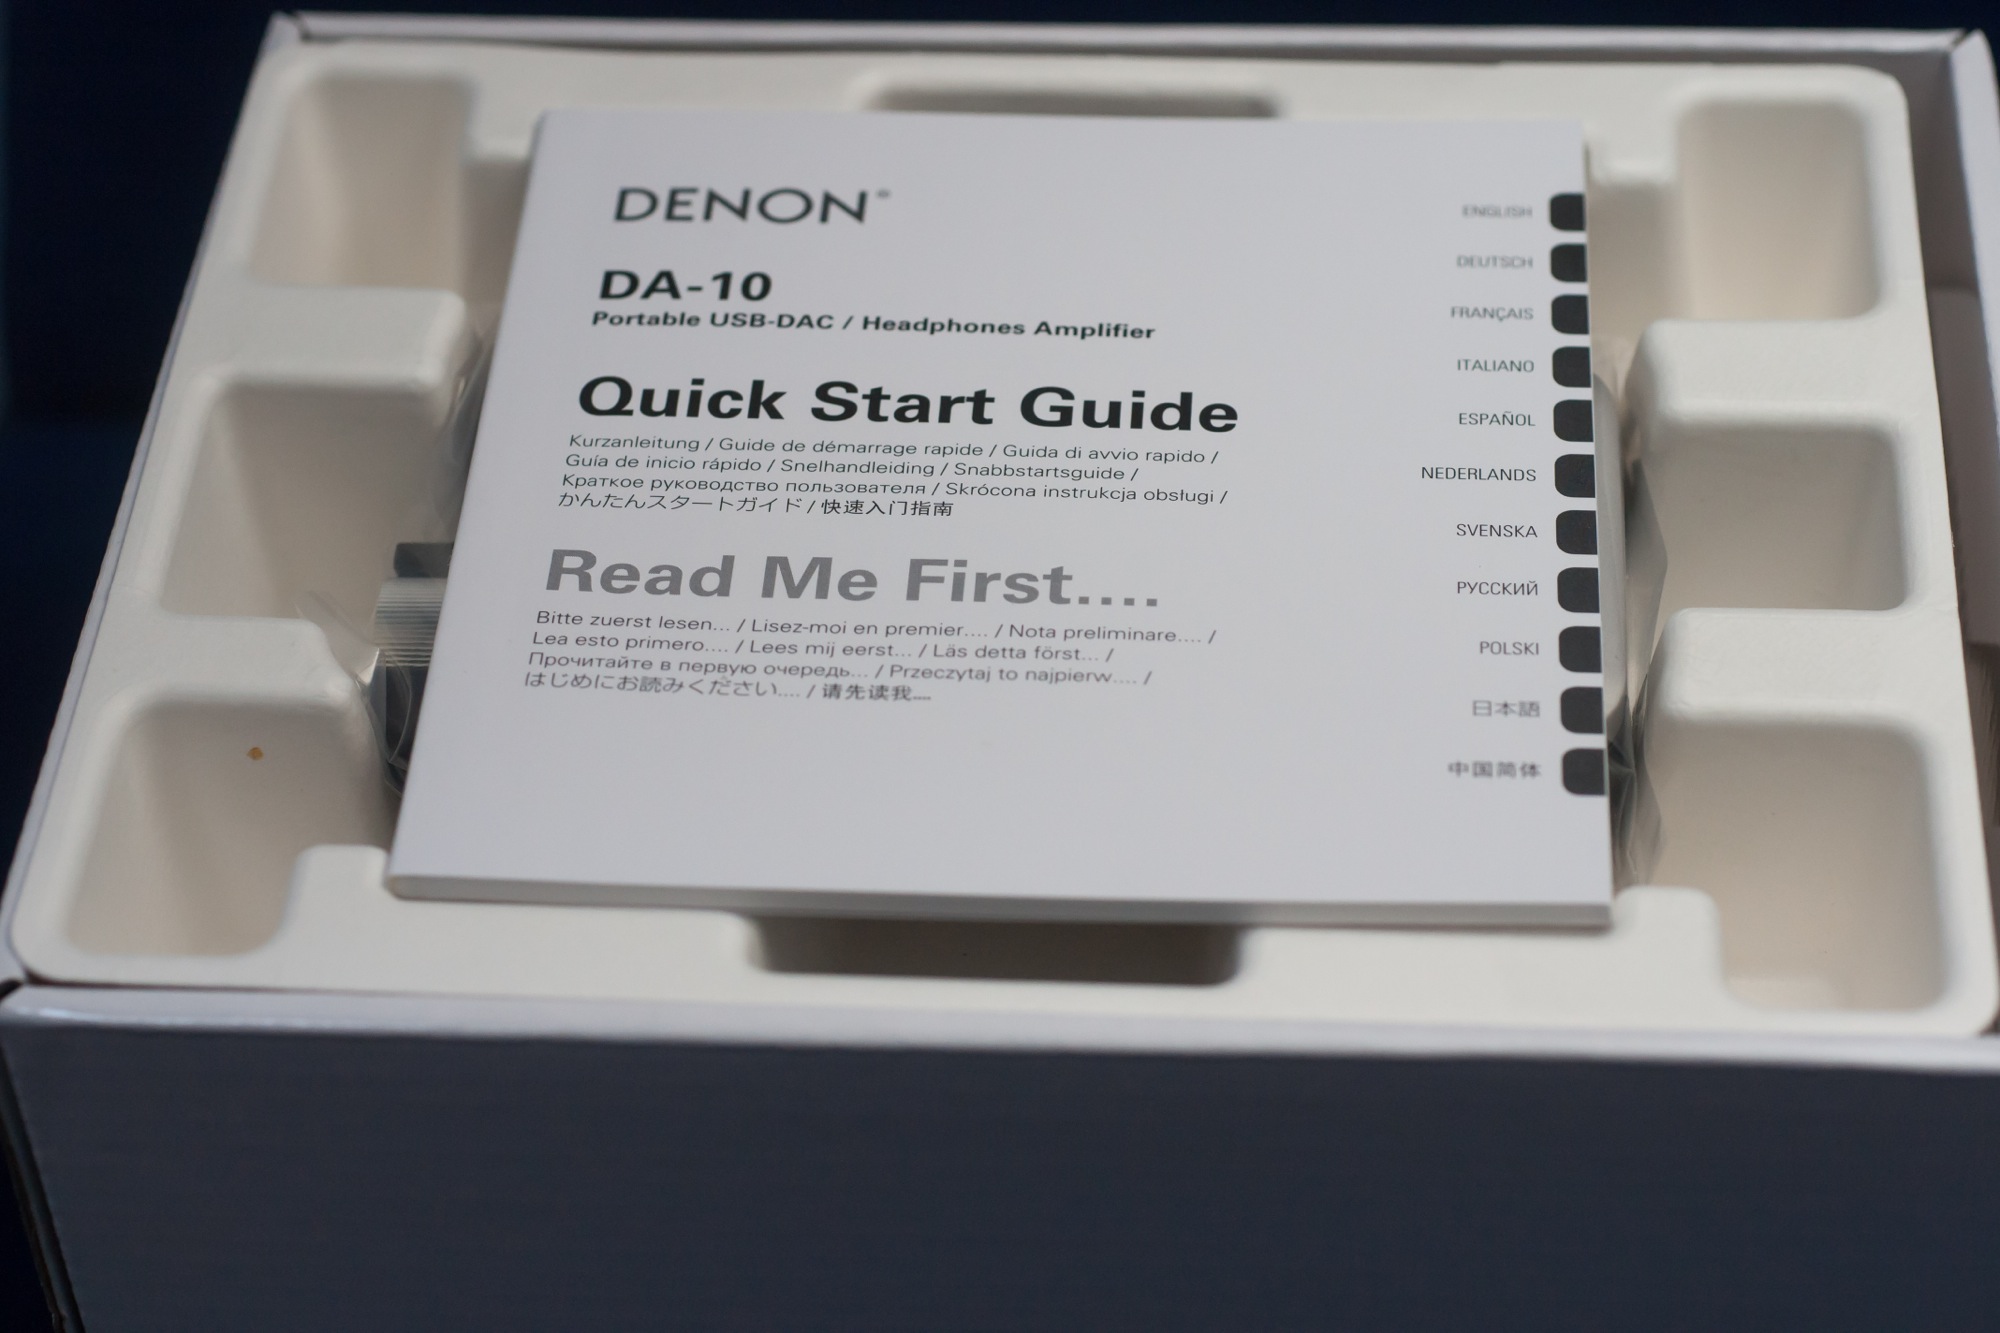 DENON®
DA-10
Portable USB-DAC / Headphones Amplifier
Quick Start Guide
Kurzanleitung / Guide de démarrage rapide / Guida di avvio rapido /
Guía de inicio rápido / Snelhandleiding / Snabbstartsguide /
Краткое руководство пользователя / Skrócona instrukcja obsługi /
かんたんスタートガイド / 快速入门指南
Read Me First....
Bitte zuerst lesen... / Lisez-moi en premier.... / Nota preliminare.... /
Lea esto primero.... / Lees mij eerst... / Läs detta först... /
Прочитайте в первую очередь... / Przeczytaj to najpierw.... /
はじめにお読みください.... / 请先读我....
ENGLISH
DEUTSCH
FRANÇAIS
ITALIANO
ESPAÑOL
NEDERLANDS
SVENSKA
РУССКИЙ
POLSKI
日本語
中国简体